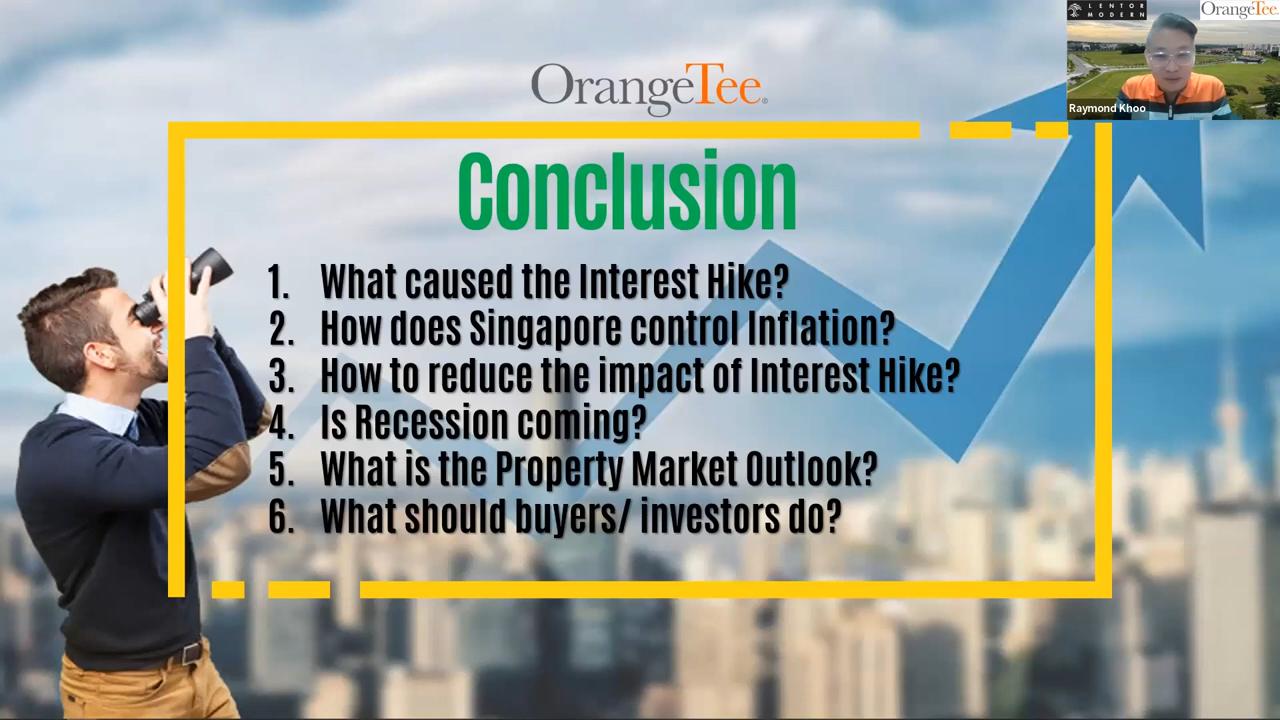 LENTOR
MODERN
OrangeTee
Raymond Khoo
OrangeTee®
Conclusion
1. What caused the Interest Hike?
2. How does Singapore control Inflation?
3. How to reduce the impact of Interest Hike?
4. Is Recession coming?
5. What is the Property Market Outlook?
6. What should buyers/ investors do?